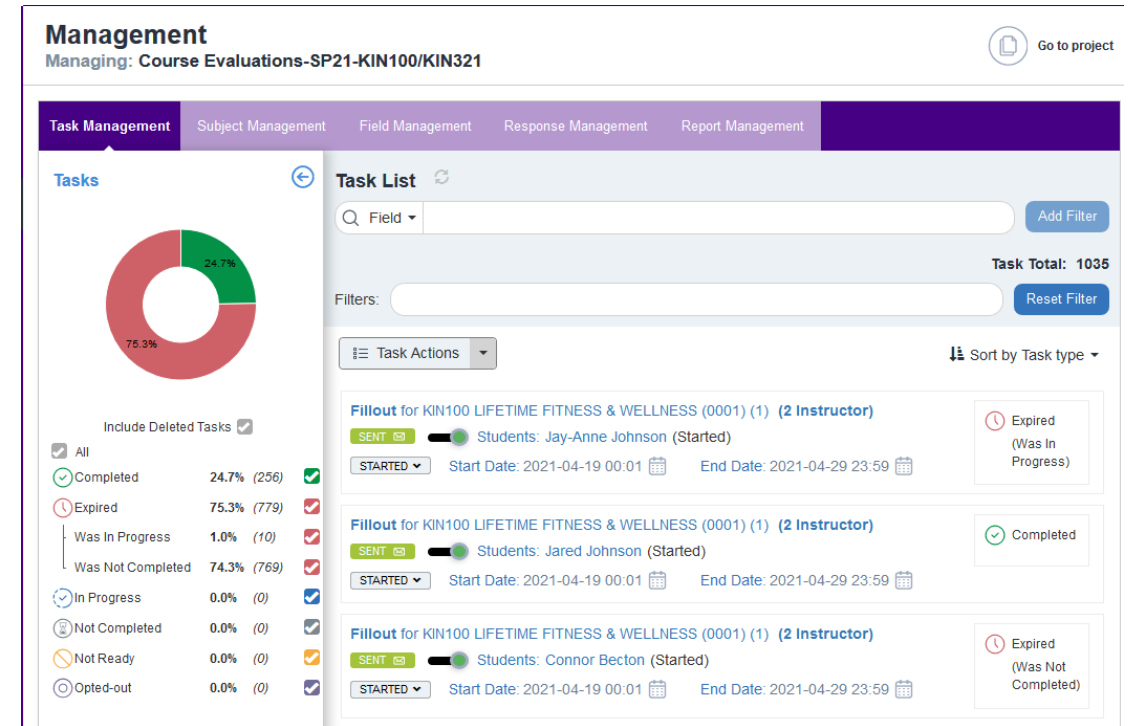 Management
Managing: Course Evaluations-SP21-KIN100/KIN321
Go to project
Task Management
Subject Management
Field Management
Response Management
Report Management
Tasks
24.7%
75.3%
Include Deleted Tasks
All
Completed 24.7% (256)
Expired 75.3% (779)
Was In Progress 1.0% (10)
Was Not Completed 74.3% (769)
In Progress 0.0% (0)
Not Completed 0.0% (0)
Not Ready 0.0% (0)
Opted-out 0.0% (0)
Task List
Field
Add Filter
Task Total: 1035
Filters:
Reset Filter
Task Actions
Sort by Task type
Fillout for KIN100 LIFETIME FITNESS & WELLNESS (0001) (1) (2 Instructor)
SENT Students: Jay-Anne Johnson (Started)
STARTED Start Date: 2021-04-19 00:01 End Date: 2021-04-29 23:59
Expired
(Was In
Progress)
Fillout for KIN100 LIFETIME FITNESS & WELLNESS (0001) (1) (2 Instructor)
SENT Students: Jared Johnson (Started)
STARTED Start Date: 2021-04-19 00:01 End Date: 2021-04-29 23:59
Completed
Fillout for KIN100 LIFETIME FITNESS & WELLNESS (0001) (1) (2 Instructor)
SENT Students: Connor Becton (Started)
STARTED Start Date: 2021-04-19 00:01 End Date: 2021-04-29 23:59
Expired
(Was Not
Completed)